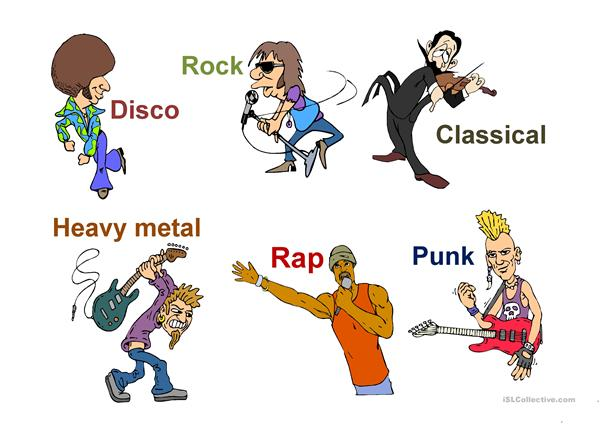 Rock
Disco
Classical
Heavy metal
Rap
Punk
iSLCollective.com